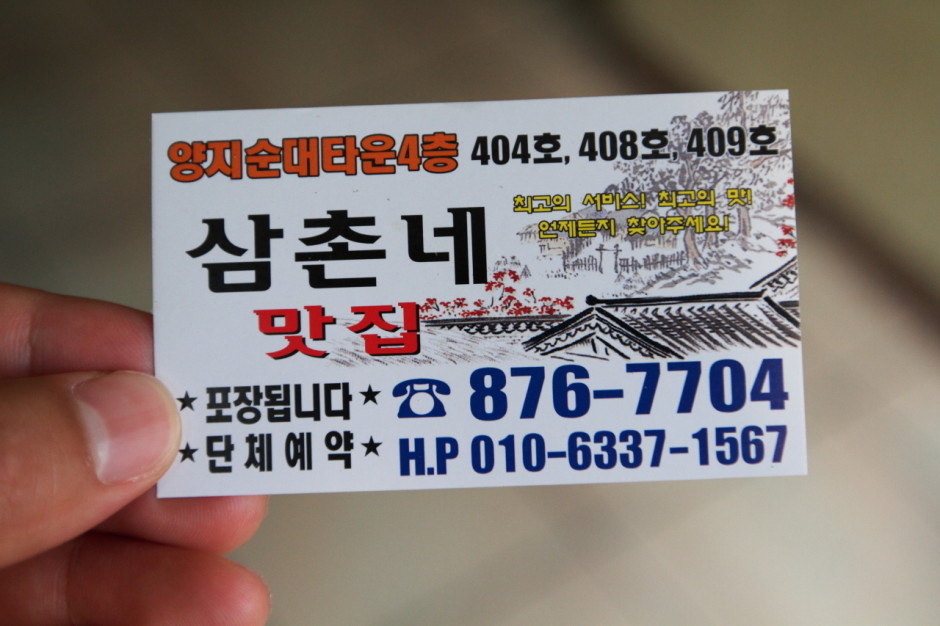 양지순대타운4층 404호, 408호, 409호
최고의 서비스! 최고의 맛!
언제든지 찾아주세요!
삼촌네
맛집
★포장됩니다★ ☎ 876-7704
★단체예약★ H.P 010-6337-1567